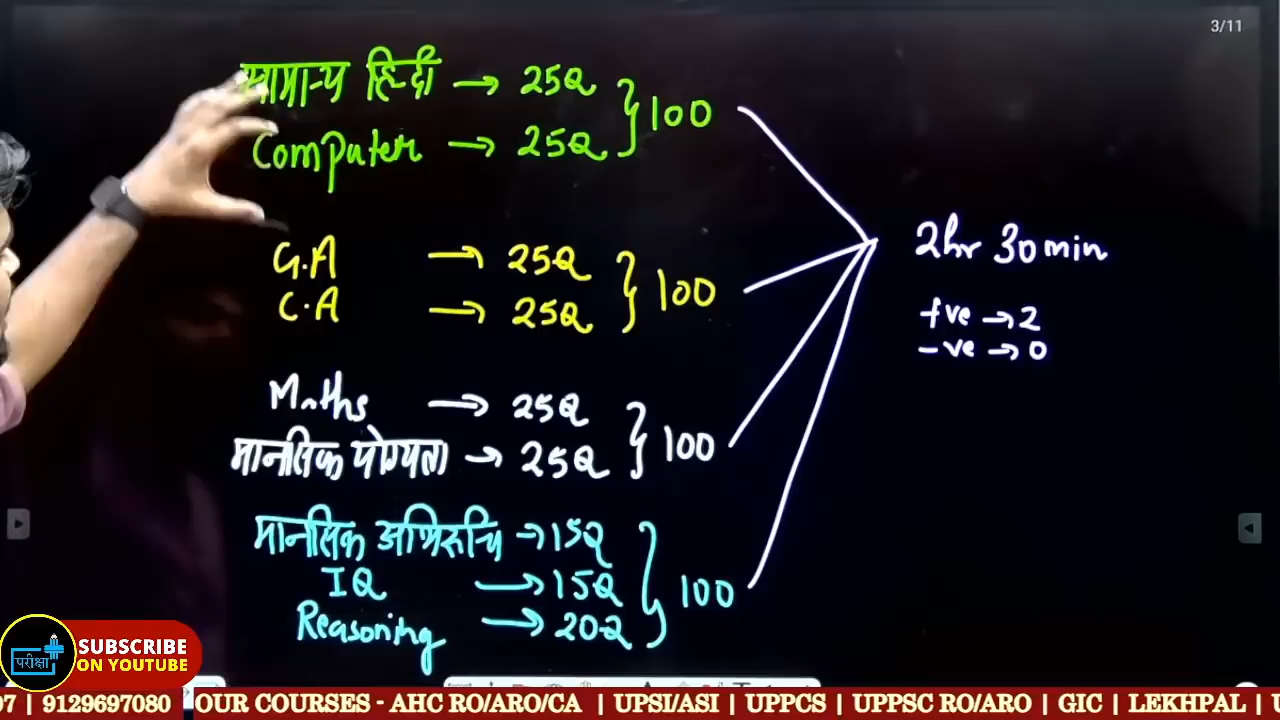 3/11
सामान्य हिन्दी → 25Q
Computer → 25Q
} 100
G.A → 25Q
C.A → 25Q
} 100
Maths → 25Q
मानसिक योग्यता → 25Q
} 100
मानसिक अभिरूचि → 15Q
IQ → 15Q
Reasoning → 20Q
} 100
2hr 30min
+ve → 2
-ve → 0
परीक्षा
SUBSCRIBE
ON YOUTUBE
07 | 9129697080 OUR COURSES - AHC RO/ARO/CA | UPSI/ASI | UPPCS | UPPSC RO/ARO | GIC | LEKHPAL |